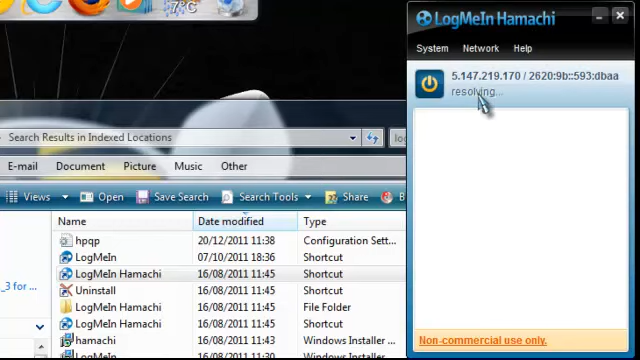 7°C
LogMeIn Hamachi
System Network Help
5.147.219.170 / 2620:9b::593:dbaa
resolving...
Search Results in Indexed Locations
E-mail Document Picture Music Other
Views Open Save Search Search Tools Share
Name Date modified Type
hpqp 20/12/2011 11:38 Configuration Sett...
LogMeIn 07/10/2011 18:36 Shortcut
LogMeIn Hamachi 16/08/2011 11:45 Shortcut
Uninstall 16/08/2011 11:45 Shortcut
_3 for ...
LogMeIn Hamachi 16/08/2011 11:45 File Folder
LogMeIn Hamachi 16/08/2011 11:45 Shortcut
hamachi 16/08/2011 11:43 Windows Installer ...
LogMeIn
Non-commercial use only.